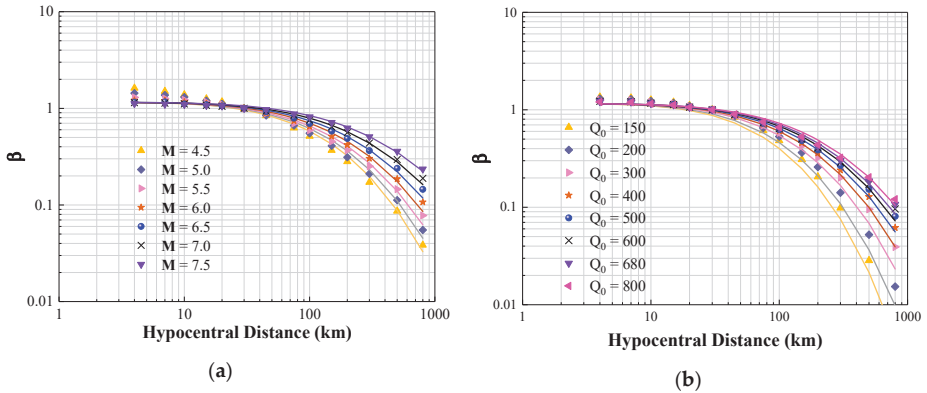 10
1
0.1
0.01
β
M = 4.5
M = 5.0
M = 5.5
M = 6.0
M = 6.5
M = 7.0
M = 7.5
1 10 100 1000
Hypocentral Distance (km)
(a)
10
1
0.1
0.01
β
Q₀ = 150
Q₀ = 200
Q₀ = 300
Q₀ = 400
Q₀ = 500
Q₀ = 600
Q₀ = 680
Q₀ = 800
1 10 100 1000
Hypocentral Distance (km)
(b)